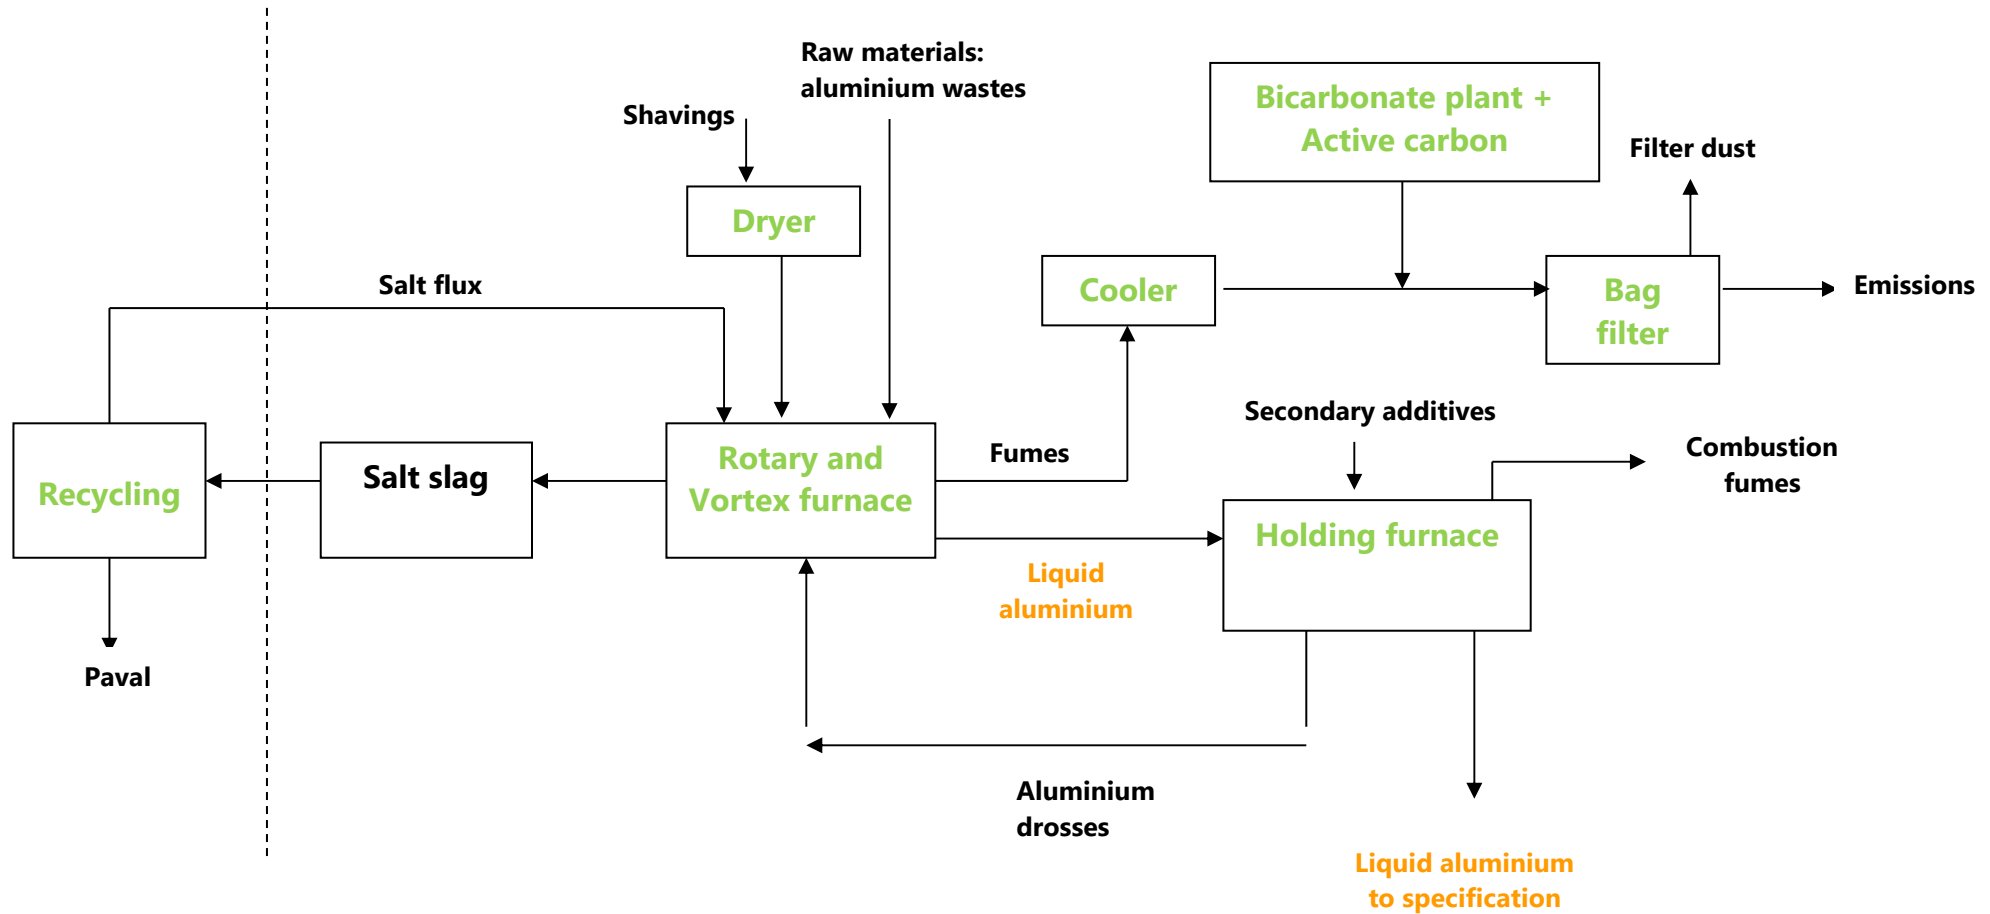 Raw materials:
aluminium wastes
Shavings
Bicarbonate plant +
Active carbon
Filter dust
Dryer
Salt flux
Cooler
Bag
filter
Emissions
Secondary additives
Combustion
fumes
Recycling
Salt slag
Rotary and
Vortex furnace
Fumes
Holding furnace
Liquid
aluminium
Paval
Aluminium
drosses
Liquid aluminium
to specification